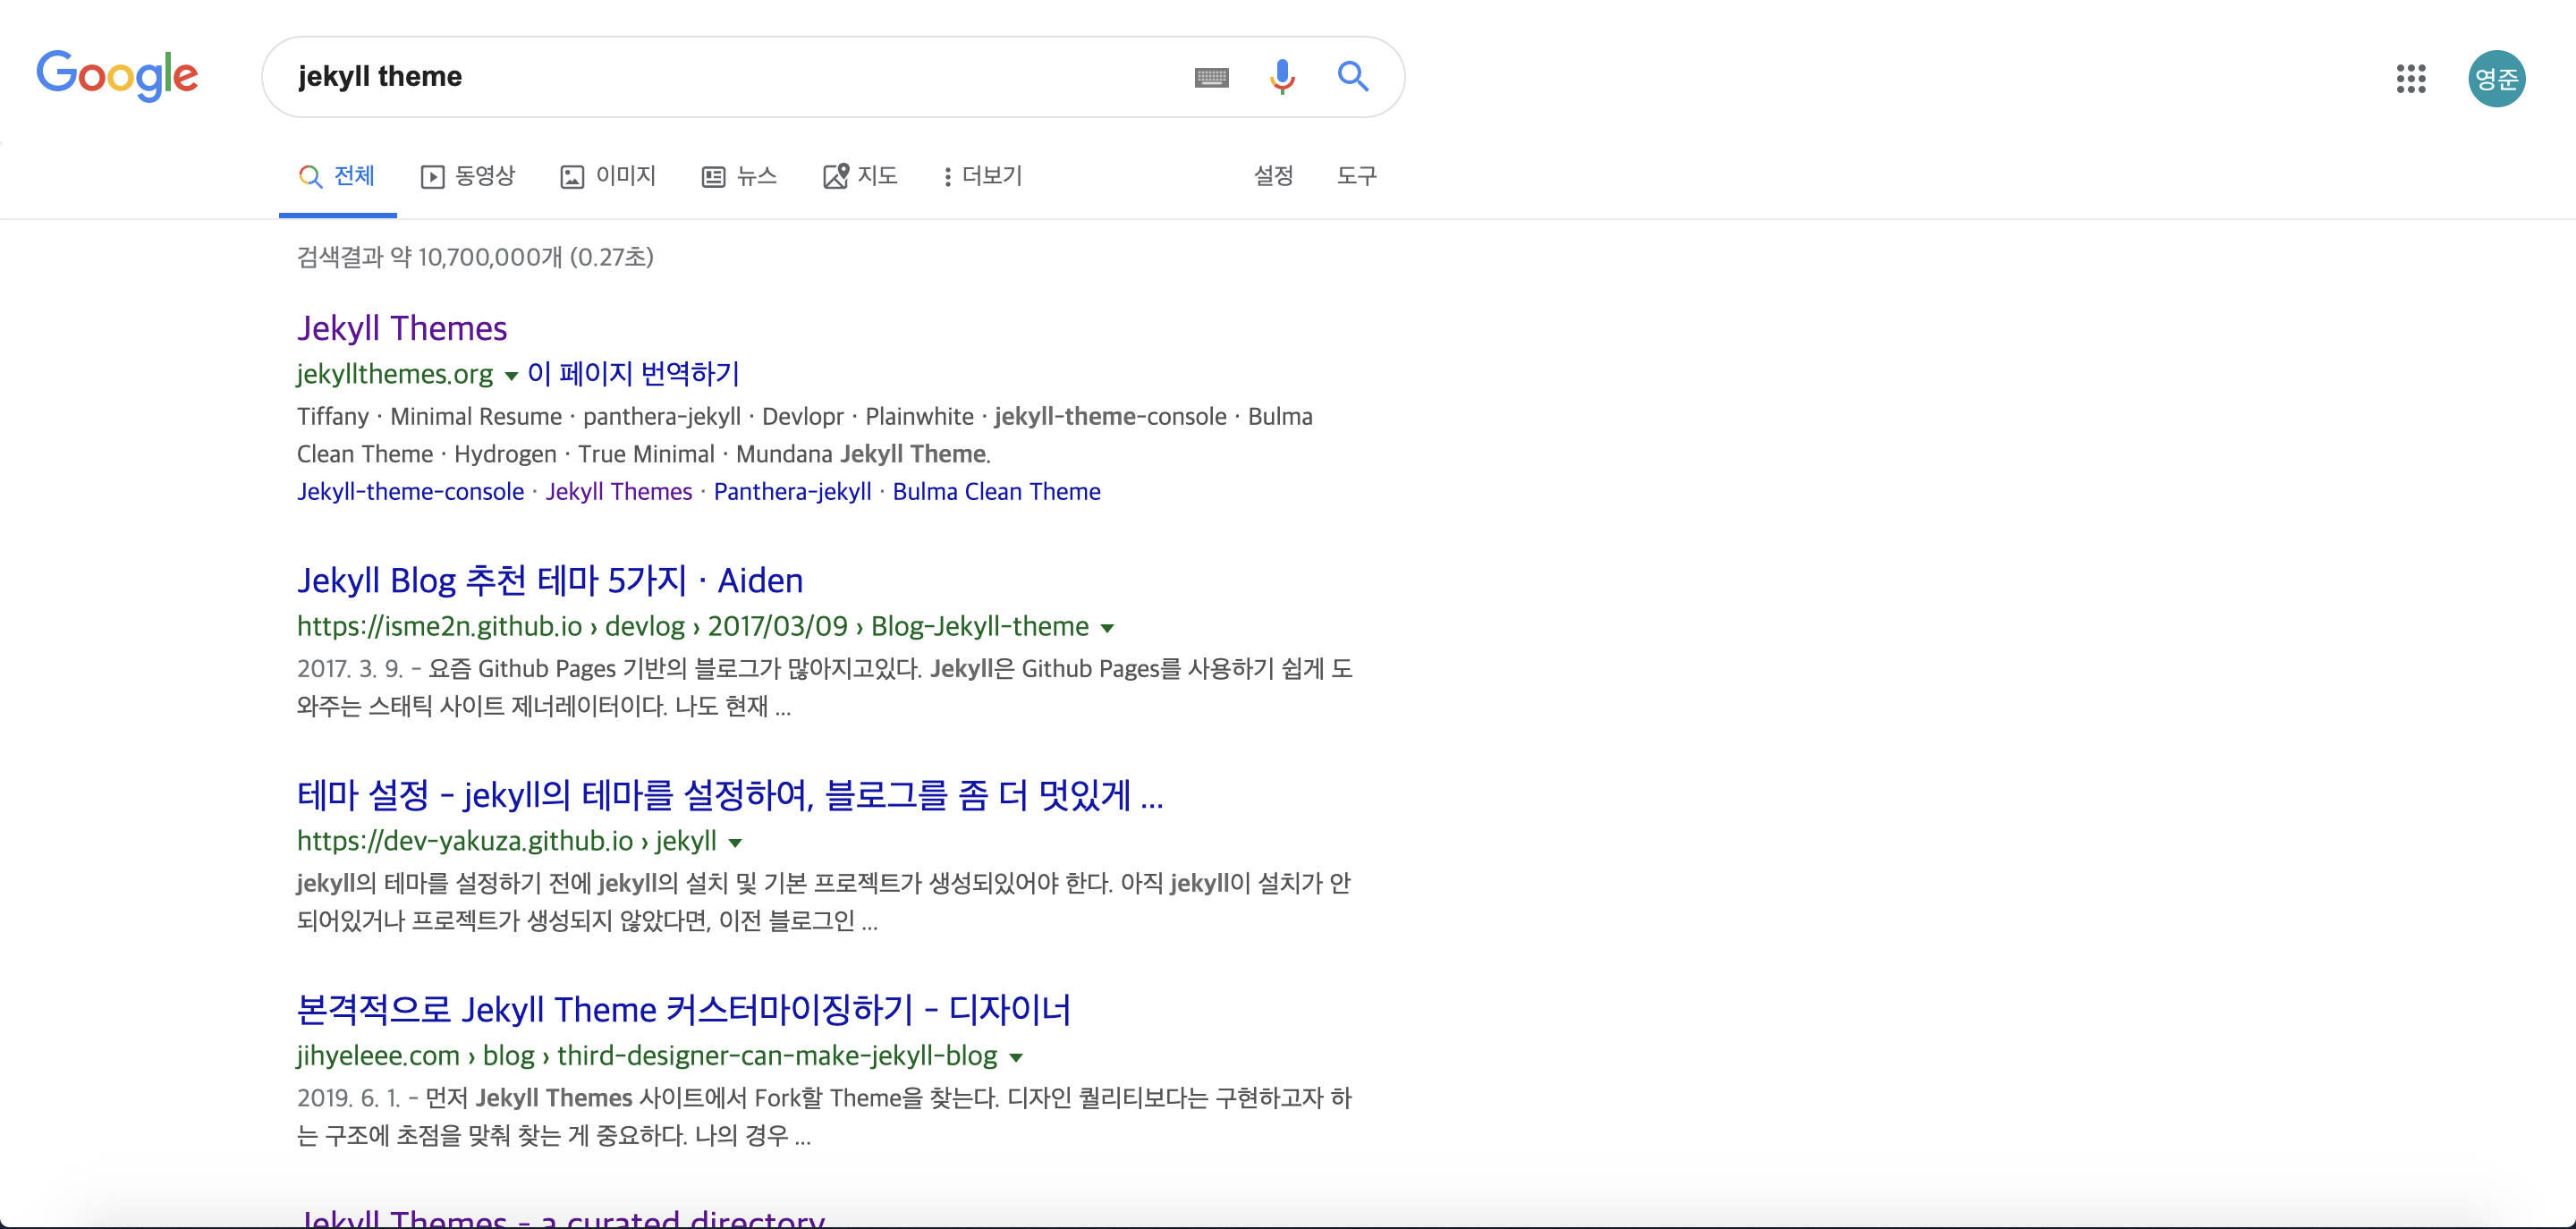 Google
jekyll theme
영준
전체 동영상 이미지 뉴스 지도 더보기 설정 도구
검색결과 약 10,700,000개 (0.27초)
Jekyll Themes
jekyllthemes.org 이 페이지 번역하기
Tiffany · Minimal Resume · panthera-jekyll · Devlopr · Plainwhite · jekyll-theme-console · Bulma
Clean Theme · Hydrogen · True Minimal · Mundana Jekyll Theme.
Jekyll-theme-console · Jekyll Themes · Panthera-jekyll · Bulma Clean Theme
Jekyll Blog 추천 테마 5가지 · Aiden
https://isme2n.github.io › devlog › 2017/03/09 › Blog-Jekyll-theme
2017. 3. 9. - 요즘 Github Pages 기반의 블로그가 많아지고있다. Jekyll은 Github Pages를 사용하기 쉽게 도
와주는 스태틱 사이트 제너레이터이다. 나도 현재 ...
테마 설정 - jekyll의 테마를 설정하여, 블로그를 좀 더 멋있게 ...
https://dev-yakuza.github.io › jekyll
jekyll의 테마를 설정하기 전에 jekyll의 설치 및 기본 프로젝트가 생성되있어야 한다. 아직 jekyll이 설치가 안
되어있거나 프로젝트가 생성되지 않았다면, 이전 블로그인 ...
본격적으로 Jekyll Theme 커스터마이징하기 - 디자이너
jihyeleee.com › blog › third-designer-can-make-jekyll-blog
2019. 6. 1. - 먼저 Jekyll Themes 사이트에서 Fork할 Theme을 찾는다. 디자인 퀄리티보다는 구현하고자 하
는 구조에 초점을 맞춰 찾는 게 중요하다. 나의 경우 ...
Jekyll Themes - a curated directory